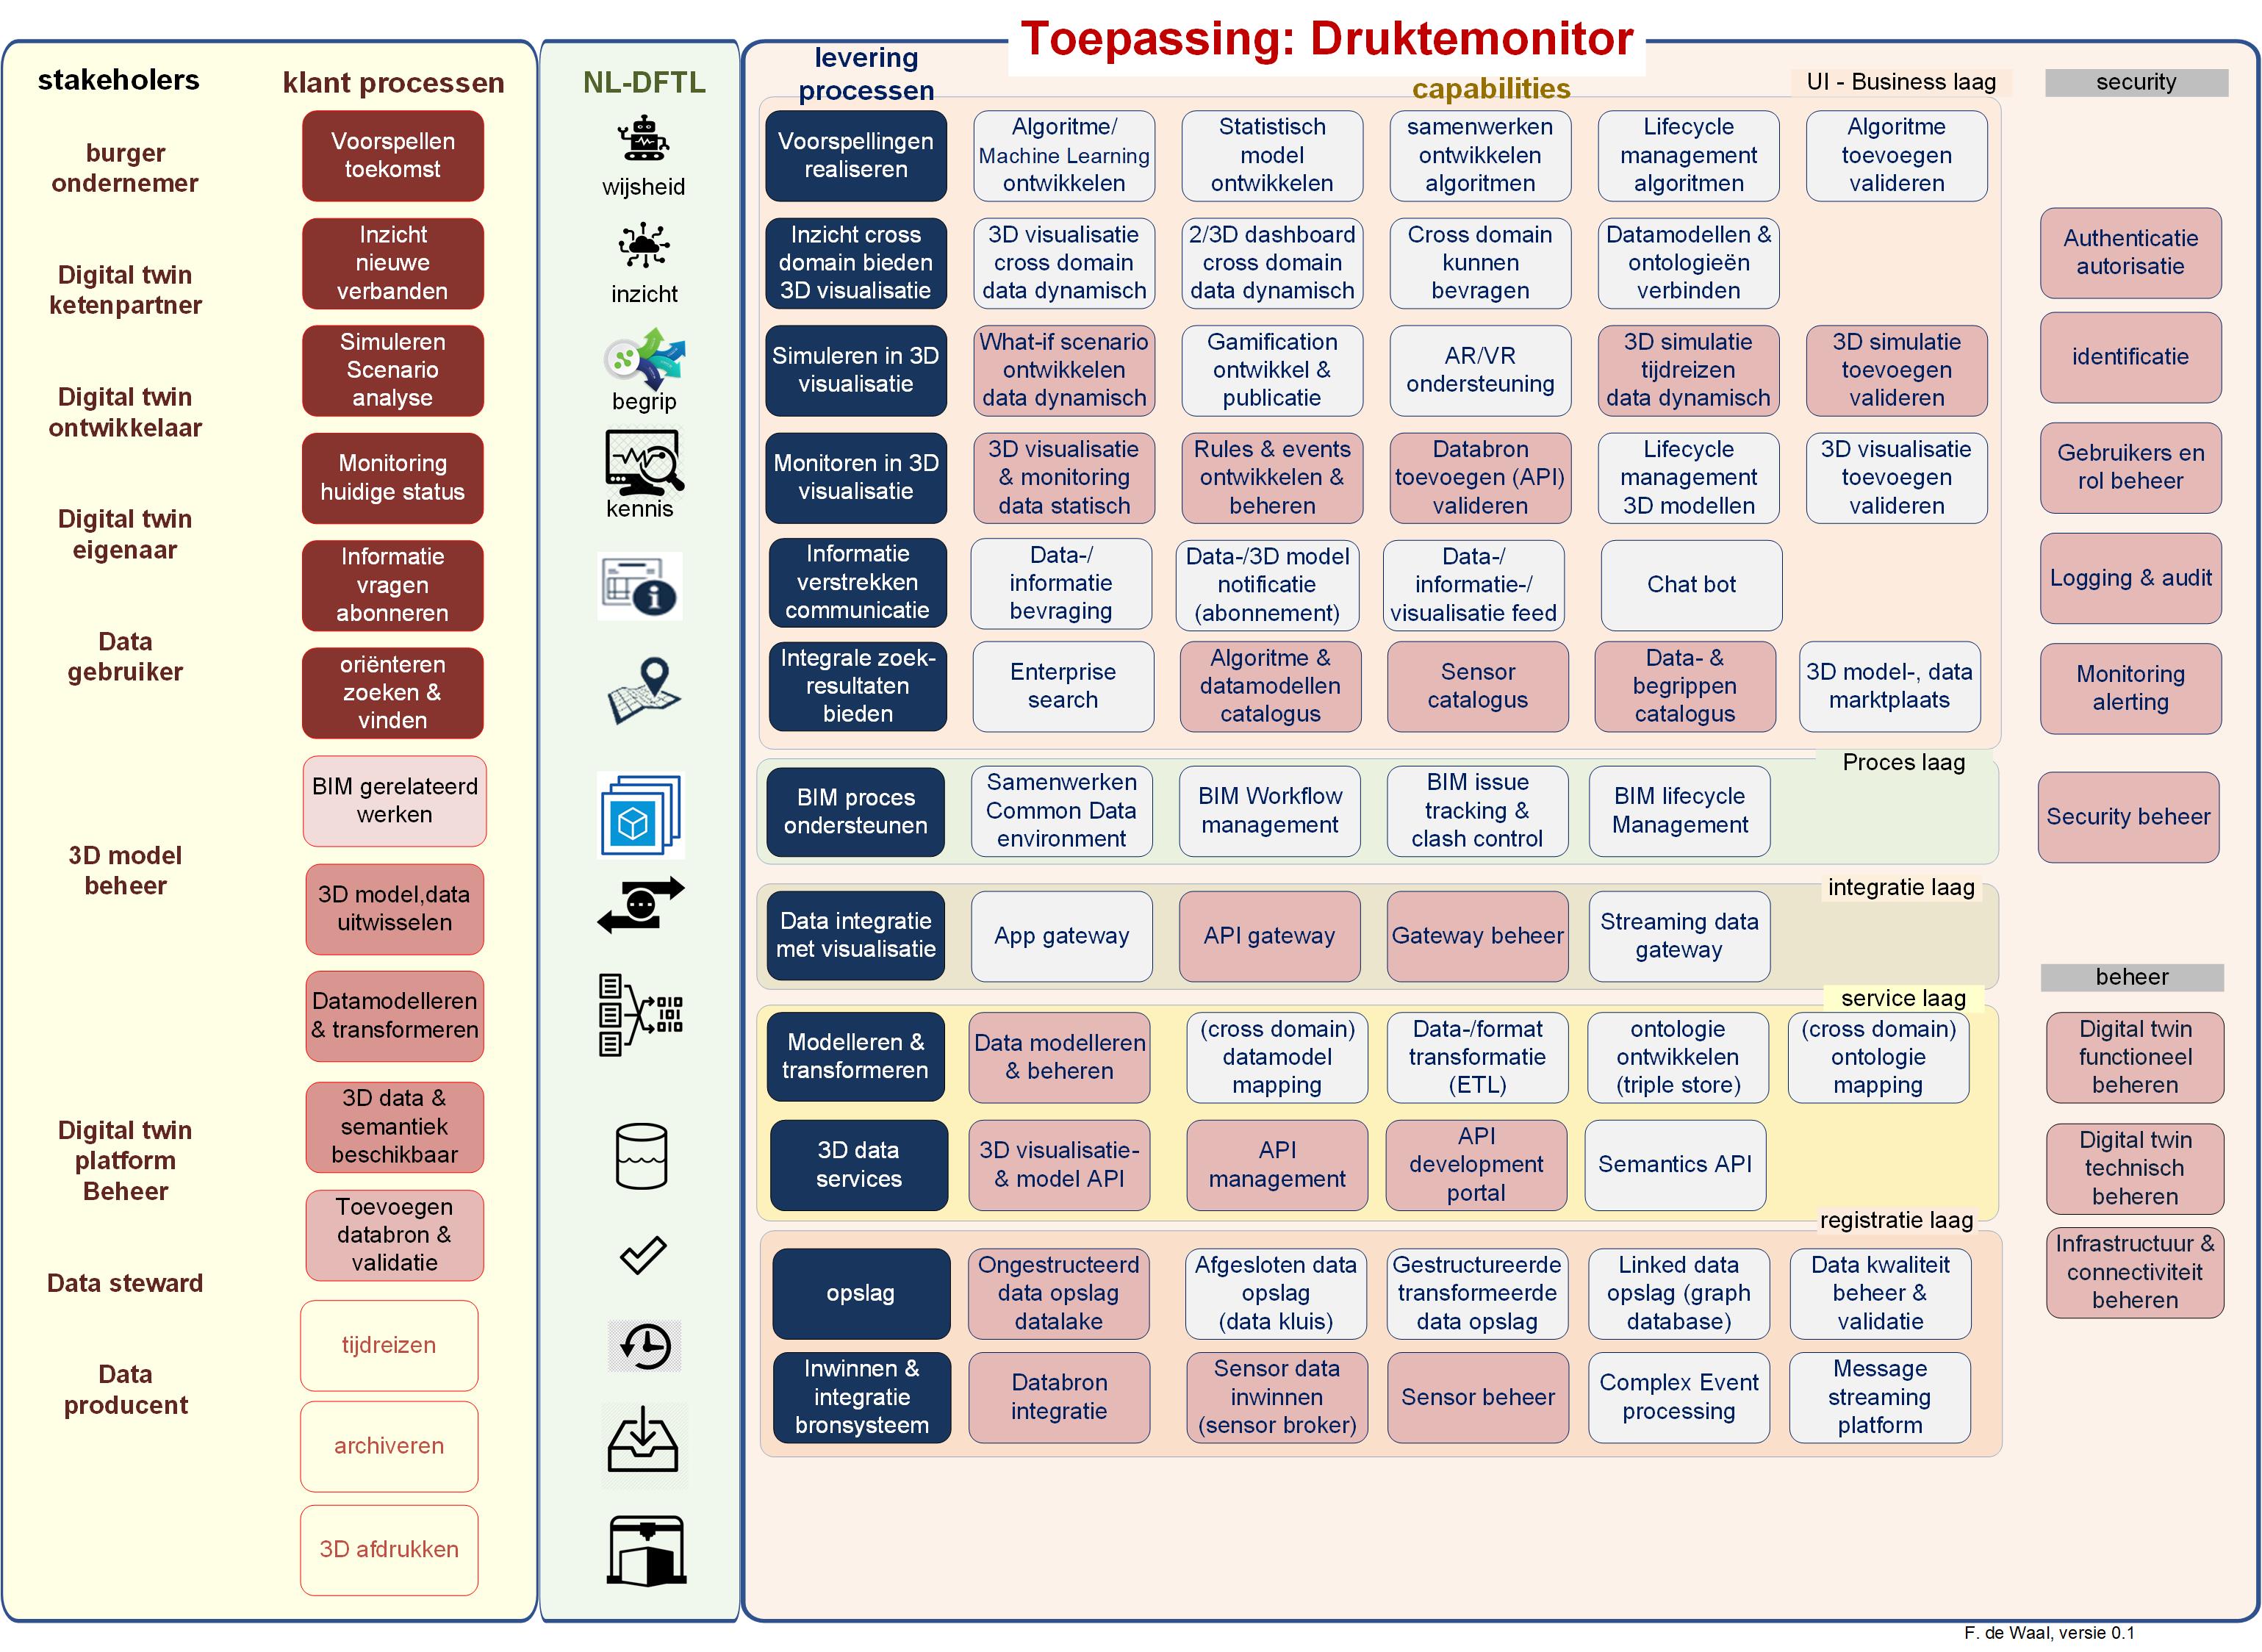 Toepassing: Druktemonitor
stakeholers
klant processen
NL-DFTL
levering
processen
capabilities
UI - Business laag
security
burger
ondernemer
Digital twin
ketenpartner
Digital twin
ontwikkelaar
Digital twin
eigenaar
Data
gebruiker
3D model
beheer
Digital twin
platform
Beheer
Data steward
Data
producent
Voorspellen
toekomst
Inzicht
nieuwe
verbanden
Simuleren
Scenario
analyse
Monitoring
huidige status
Informatie
vragen
abonneren
oriënteren
zoeken &
vinden
BIM gerelateerd
werken
3D model,data
uitwisselen
Datamodelleren
& transformeren
3D data &
semantiek
beschikbaar
Toevoegen
databron &
validatie
tijdreizen
archiveren
3D afdrukken
wijsheid
inzicht
begrip
kennis
Voorspellingen
realiseren
Algoritme/
Machine Learning
ontwikkelen
Statistisch
model
ontwikkelen
samenwerken
ontwikkelen
algoritmen
Lifecycle
management
algoritmen
Algoritme
toevoegen
valideren
Inzicht cross
domain bieden
3D visualisatie
3D visualisatie
cross domain
data dynamisch
2/3D dashboard
cross domain
data dynamisch
Cross domain
kunnen
bevragen
Datamodellen &
ontologieën
verbinden
Simuleren in 3D
visualisatie
What-if scenario
ontwikkelen
data dynamisch
Gamification
ontwikkel &
publicatie
AR/VR
ondersteuning
3D simulatie
tijdreizen
data dynamisch
3D simulatie
toevoegen
valideren
Monitoren in 3D
visualisatie
3D visualisatie
& monitoring
data statisch
Rules & events
ontwikkelen &
beheren
Databron
toevoegen (API)
valideren
Lifecycle
management
3D modellen
3D visualisatie
toevoegen
valideren
Informatie
verstrekken
communicatie
Data-/
informatie
bevraging
Data-/3D model
notificatie
(abonnement)
Data-/
informatie-/
visualisatie feed
Chat bot
Integrale zoek-
resultaten
bieden
Enterprise
search
Algoritme &
datamodellen
catalogus
Sensor
catalogus
Data- &
begrippen
catalogus
3D model-, data
marktplaats
Proces laag
BIM proces
ondersteunen
Samenwerken
Common Data
environment
BIM Workflow
management
BIM issue
tracking &
clash control
BIM lifecycle
Management
integratie laag
Data integratie
met visualisatie
App gateway
API gateway
Gateway beheer
Streaming data
gateway
service laag
Modelleren &
transformeren
Data modelleren
& beheren
(cross domain)
datamodel
mapping
Data-/format
transformatie
(ETL)
ontologie
ontwikkelen
(triple store)
(cross domain)
ontologie
mapping
3D data
services
3D visualisatie-
& model API
API
management
API
development
portal
Semantics API
registratie laag
opslag
Ongestructeerd
data opslag
datalake
Afgesloten data
opslag
(data kluis)
Gestructureerde
transformeerde
data opslag
Linked data
opslag (graph
database)
Data kwaliteit
beheer &
validatie
Inwinnen &
integratie
bronsysteem
Databron
integratie
Sensor data
inwinnen
(sensor broker)
Sensor beheer
Complex Event
processing
Message
streaming
platform
Authenticatie
autorisatie
identificatie
Gebruikers en
rol beheer
Logging & audit
Monitoring
alerting
Security beheer
beheer
Digital twin
functioneel
beheren
Digital twin
technisch
beheren
Infrastructuur &
connectiviteit
beheren
F. de Waal, versie 0.1